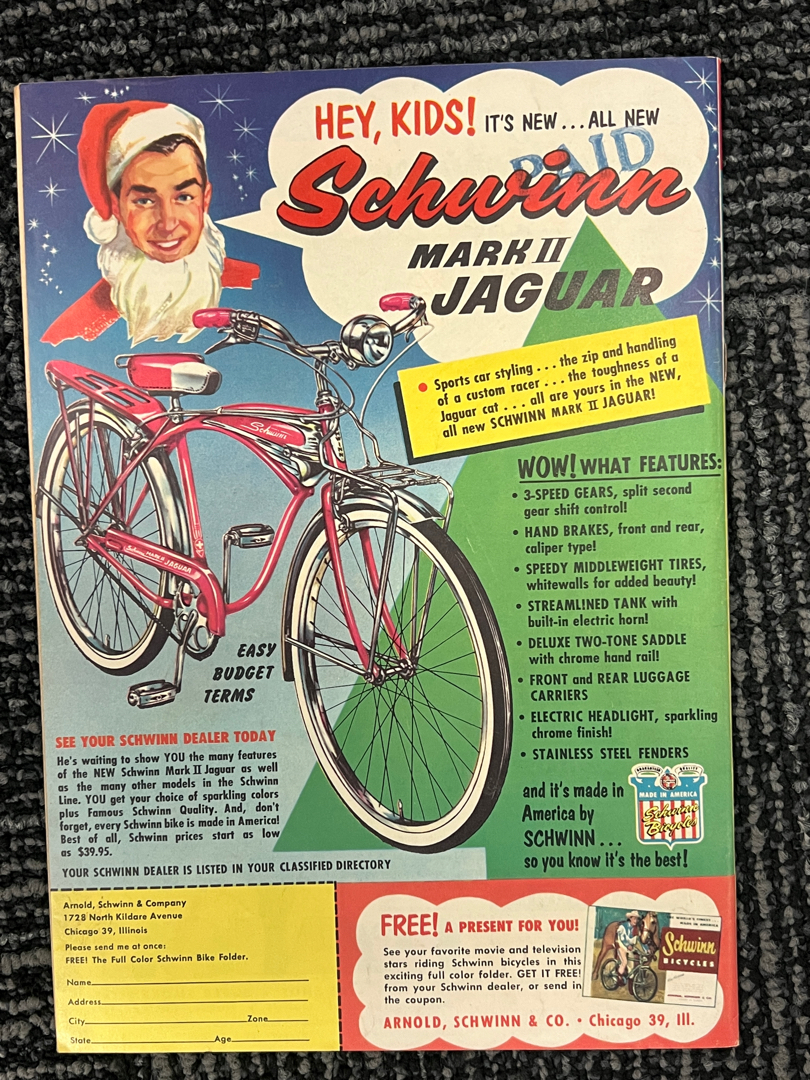 HEY, KIDS! IT'S NEW...ALL NEW
PAID
Schwinn
MARK II
JAGUAR
• Sports car styling...the zip and handling
of a custom racer...the toughness of a
Jaguar cat...all are yours in the NEW,
all new SCHWINN MARK II JAGUAR!
WOW! WHAT FEATURES:
• 3-SPEED GEARS, split second
gear shift control!
• HAND BRAKES, front and rear,
caliper type!
• SPEEDY MIDDLEWEIGHT TIRES,
whitewalls for added beauty!
• STREAMLINED TANK with
built-in electric horn!
• DELUXE TWO-TONE SADDLE
with chrome hand rail!
• FRONT and REAR LUGGAGE
CARRIERS
• ELECTRIC HEADLIGHT, sparkling
chrome finish!
• STAINLESS STEEL FENDERS
and it's made in
America by
SCHWINN...
so you know it's the best!
MADE IN AMERICA
Schwinn
Bicycles
Schwinn
Schwinn MARK II JAGUAR
EASY
BUDGET
TERMS
SEE YOUR SCHWINN DEALER TODAY
He's waiting to show YOU the many features
of the NEW Schwinn Mark II Jaguar as well
as the many other models in the Schwinn
Line. YOU get your choice of sparkling colors
plus Famous Schwinn Quality. And, don't
forget, every Schwinn bike is made in America!
Best of all, Schwinn prices start as low
as $39.95.
YOUR SCHWINN DEALER IS LISTED IN YOUR CLASSIFIED DIRECTORY
Arnold, Schwinn & Company
1728 North Kildare Avenue
Chicago 39, Illinois
Please send me at once:
FREE! The Full Color Schwinn Bike Folder.
Name
Address
City Zone
State Age
FREE! A PRESENT FOR YOU!
See your favorite movie and television
stars riding Schwinn bicycles in this
exciting full color folder. GET IT FREE!
from your Schwinn dealer, or send in
the coupon.
ARNOLD, SCHWINN & CO. • Chicago 39, Ill.
Schwinn
BICYCLES